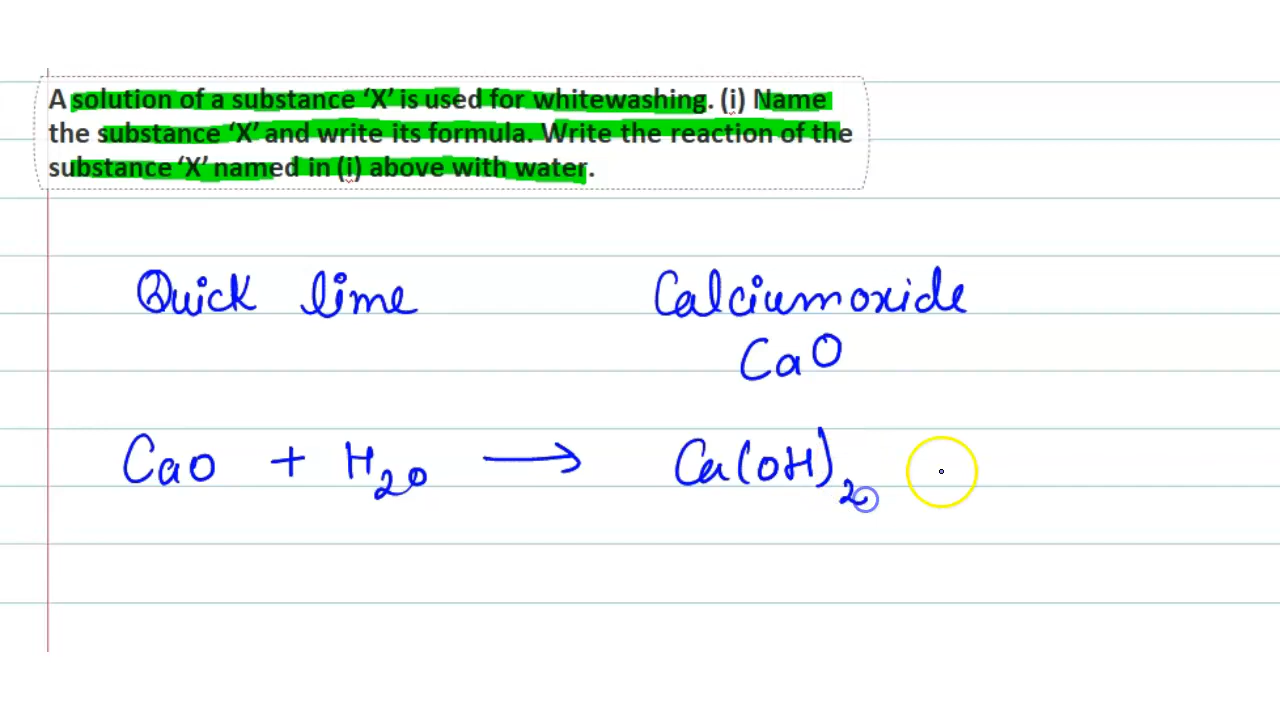 A solution of a substance ‘X’ is used for whitewashing. (i) Name
the substance ‘X’ and write its formula. Write the reaction of the
substance ‘X’ named in (i) above with water.
Quick lime Calciumoxide
CaO
CaO + H₂O ⟶ Ca(OH)₂